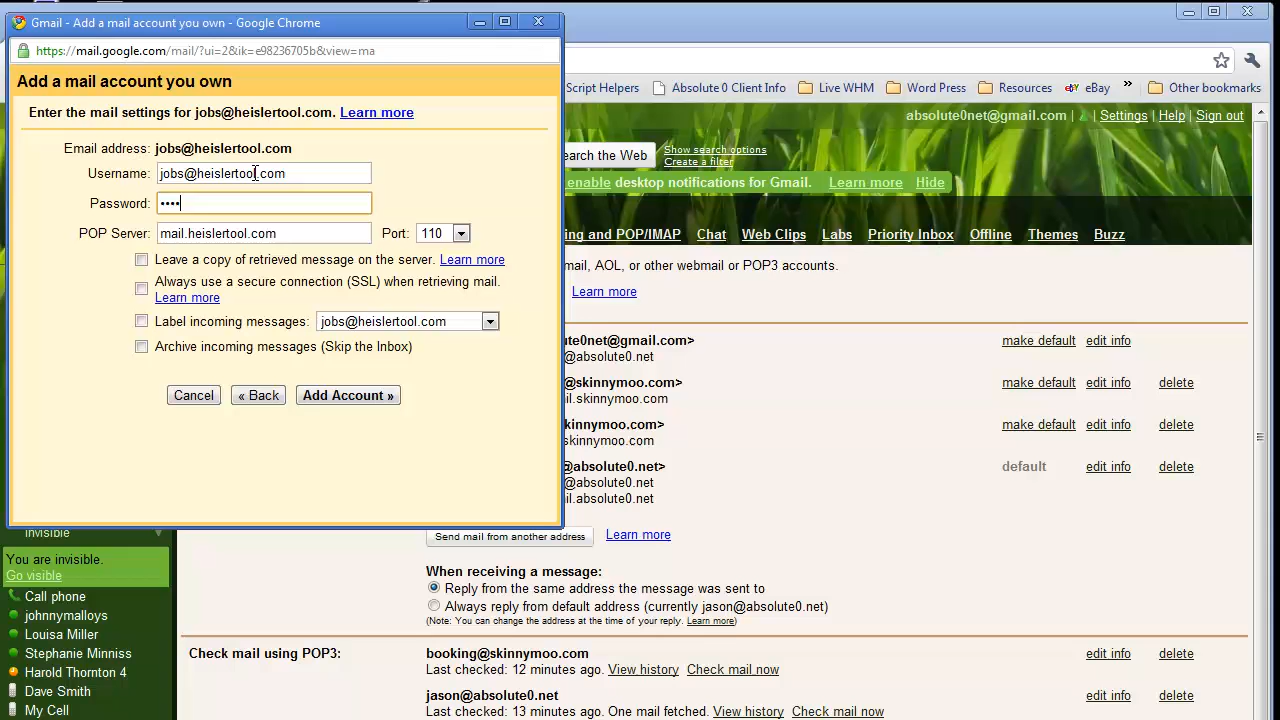 Gmail - Add a mail account you own - Google Chrome
https://mail.google.com/mail/?ui=2&ik=e98236705b&view=ma
Add a mail account you own
Enter the mail settings for jobs@heislertool.com. Learn more
Email address: jobs@heislertool.com
Username: jobs@heislertool.com
Password: ••••
POP Server: mail.heislertool.com Port: 110
Leave a copy of retrieved message on the server. Learn more
Always use a secure connection (SSL) when retrieving mail.
Learn more
Label incoming messages: jobs@heislertool.com
Archive incoming messages (Skip the Inbox)
Cancel « Back Add Account »
Script Helpers Absolute 0 Client Info Live WHM Word Press Resources eBay » Other bookmarks
absolute0net@gmail.com | Settings | Help | Sign out
earch the Web
Show search options
Create a filter
enable desktop notifications for Gmail. Learn more Hide
ing and POP/IMAP Chat Web Clips Labs Priority Inbox Offline Themes Buzz
mail, AOL, or other webmail or POP3 accounts.
Learn more
ute0net@gmail.com> make default edit info
@absolute0.net
@skinnymoo.com> make default edit info delete
il.skinnymoo.com
kinnymoo.com> make default edit info delete
skinnymoo.com
@absolute0.net> default edit info delete
@absolute0.net
il.absolute0.net
Send mail from another address Learn more
When receiving a message:
Reply from the same address the message was sent to
Always reply from default address (currently jason@absolute0.net)
(Note: You can change the address at the time of your reply. Learn more)
Check mail using POP3: booking@skinnymoo.com edit info delete
Last checked: 12 minutes ago. View history Check mail now
jason@absolute0.net edit info delete
Last checked: 13 minutes ago. One mail fetched. View history Check mail now
Invisible
You are invisible.
Go visible
Call phone
johnnymalloys
Louisa Miller
Stephanie Minniss
Harold Thornton 4
Dave Smith
My Cell